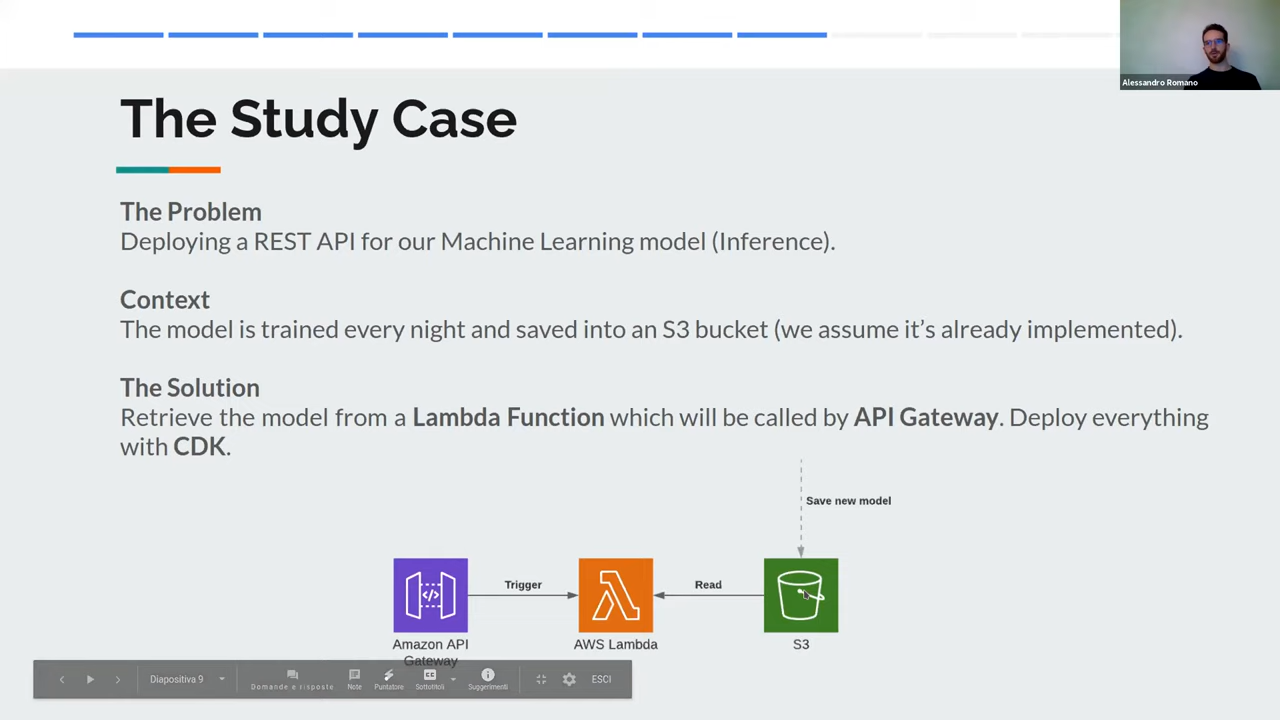 Alessandro Romano
The Study Case
The Problem
Deploying a REST API for our Machine Learning model (Inference).
Context
The model is trained every night and saved into an S3 bucket (we assume it's already implemented).
The Solution
Retrieve the model from a Lambda Function which will be called by API Gateway. Deploy everything
with CDK.
Save new model
Trigger
Read
Amazon API
Gateway
AWS Lambda
S3
Diapositiva 9
Domande e risposte
Note
Puntatore
Sottotitoli
Suggerimenti
ESCI